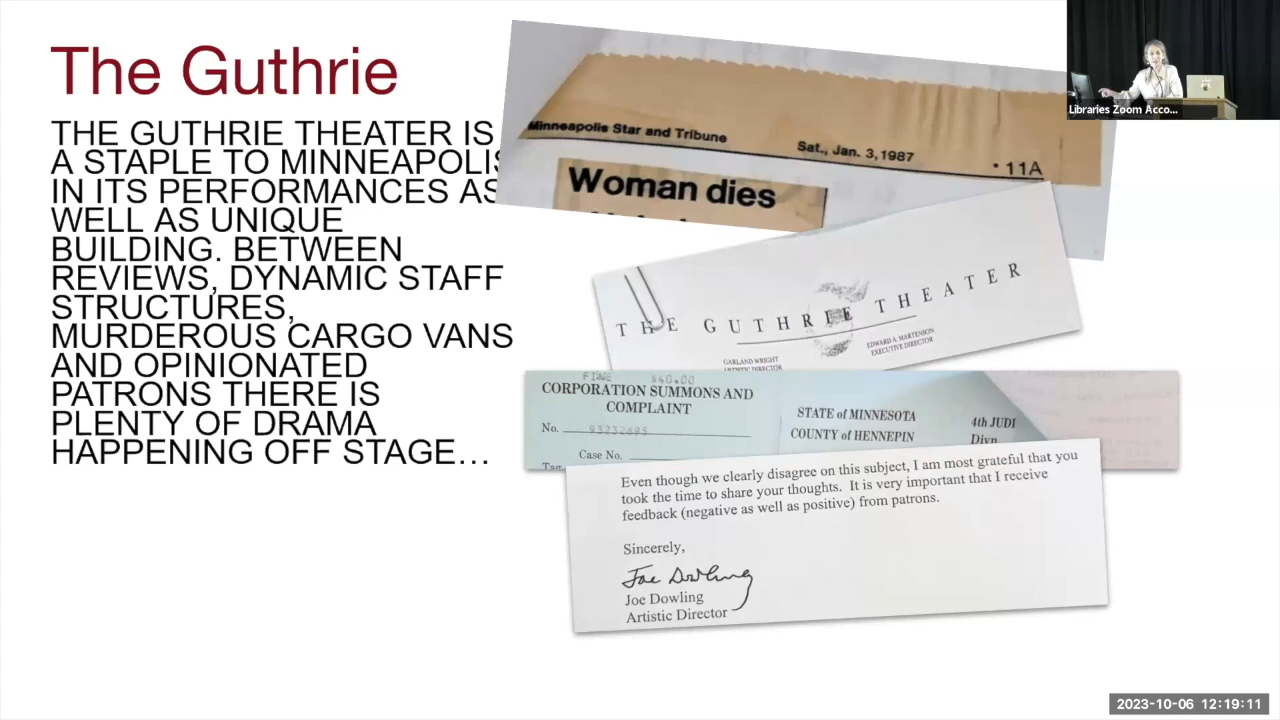 The Guthrie
THE GUTHRIE THEATER IS
A STAPLE TO MINNEAPOLIS
IN ITS PERFORMANCES AS
WELL AS UNIQUE
BUILDING. BETWEEN
REVIEWS, DYNAMIC STAFF
STRUCTURES,
MURDEROUS CARGO VANS
AND OPINIONATED
PATRONS THERE IS
PLENTY OF DRAMA
HAPPENING OFF STAGE...
Minneapolis Star and Tribune
Sat., Jan. 3, 1987
• 11A
Woman dies
THE GUTHRIE THEATER
GARLAND WRIGHT
ARTISTIC DIRECTOR
EDWARD A. MARTENSON
EXECUTIVE DIRECTOR
FINE $40.00
CORPORATION SUMMONS AND
COMPLAINT
No. 93232895
Case No.
Tag
STATE of MINNESOTA
COUNTY of HENNEPIN
4th JUDI
Divn
Even though we clearly disagree on this subject, I am most grateful that you
took the time to share your thoughts. It is very important that I receive
feedback (negative as well as positive) from patrons.
Sincerely,
Joe Dowling
Joe Dowling
Artistic Director
Libraries Zoom Acco...
2023-10-06 12:19:11